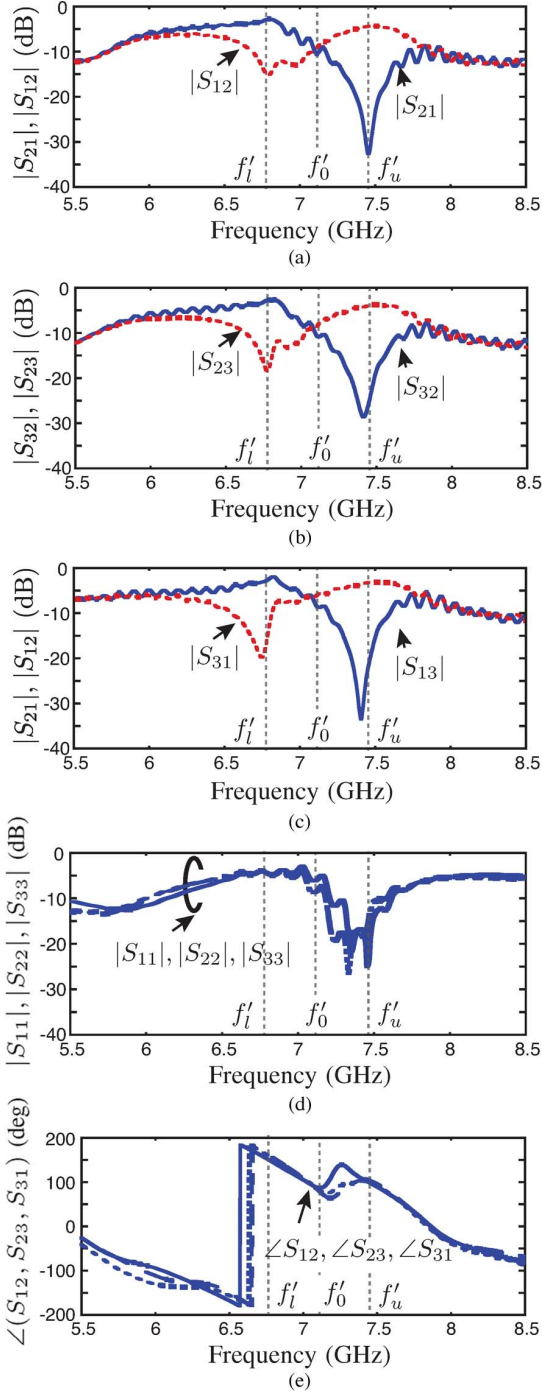 |S₂₁|, |S₁₂| (dB)
0
-10
-20
-30
-40
|S₁₂|
|S₂₁|
f′ₗ f′₀ f′ᵤ
5.5 6 6.5 7 7.5 8 8.5
Frequency (GHz)
(a)
|S₃₂|, |S₂₃| (dB)
0
-10
-20
-30
-40
|S₂₃|
|S₃₂|
f′ₗ f′₀ f′ᵤ
5.5 6 6.5 7 7.5 8 8.5
Frequency (GHz)
(b)
|S₂₁|, |S₁₂| (dB)
0
-10
-20
-30
-40
|S₃₁|
|S₁₃|
f′ₗ f′₀ f′ᵤ
5.5 6 6.5 7 7.5 8 8.5
Frequency (GHz)
(c)
|S₁₁|, |S₂₂|, |S₃₃| (dB)
0
-10
-20
-30
-40
|S₁₁|, |S₂₂|, |S₃₃|
f′ₗ f′₀ f′ᵤ
5.5 6 6.5 7 7.5 8 8.5
Frequency (GHz)
(d)
∠(S₁₂, S₂₃, S₃₁) (deg)
200
100
0
-100
-200
∠S₁₂, ∠S₂₃, ∠S₃₁
f′ₗ f′₀ f′ᵤ
5.5 6 6.5 7 7.5 8 8.5
Frequency (GHz)
(e)